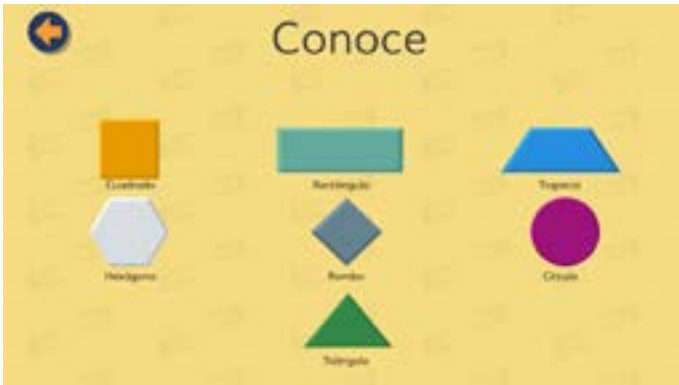 Conoce
Cuadrado
Rectángulo
Trapecio
Hexágono
Rombo
Círculo
Triángulo